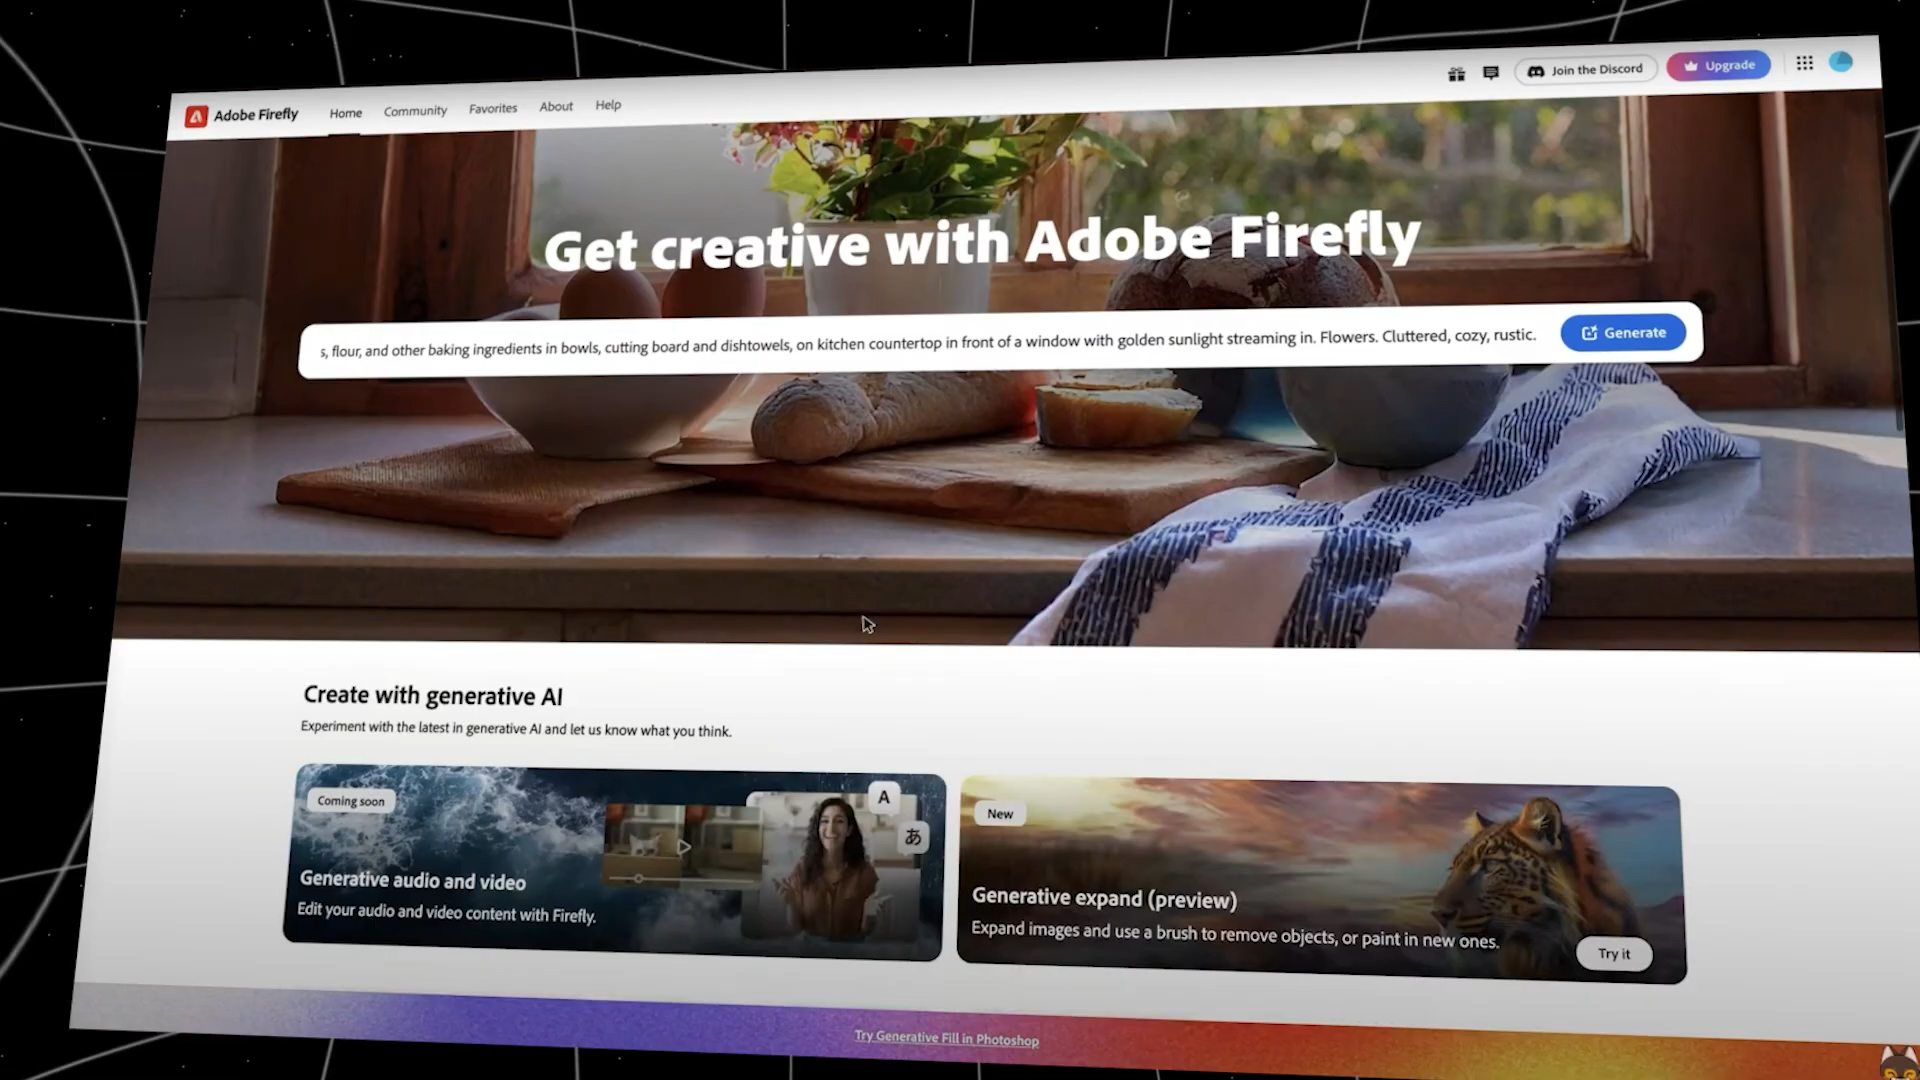 Adobe Firefly
Home
Community
Favorites
About
Help
Join the Discord
Upgrade
Get creative with Adobe Firefly
s, flour, and other baking ingredients in bowls, cutting board and dishtowels, on kitchen countertop in front of a window with golden sunlight streaming in. Flowers. Cluttered, cozy, rustic.
Generate
Create with generative AI
Experiment with the latest in generative AI and let us know what you think.
Coming soon
A
あ
Generative audio and video
Edit your audio and video content with Firefly.
New
Generative expand (preview)
Expand images and use a brush to remove objects, or paint in new ones.
Try it
Try Generative Fill in Photoshop